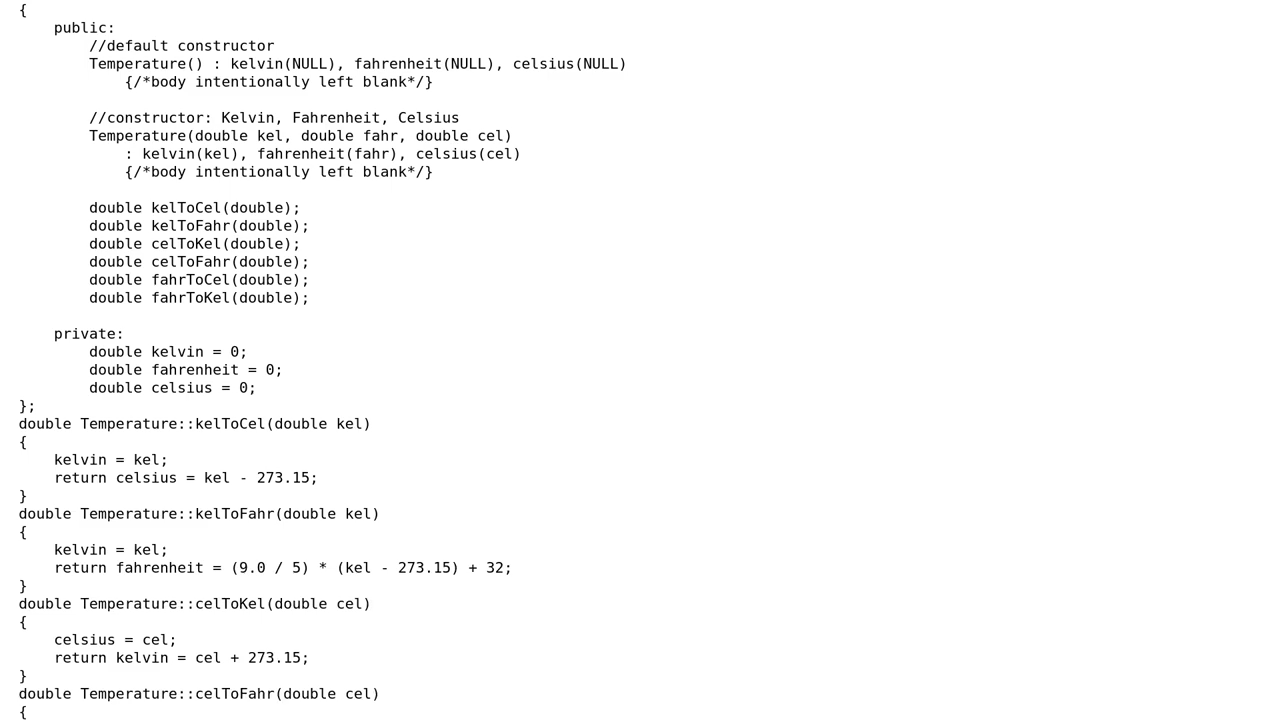 {
    public:
        //default constructor
        Temperature() : kelvin(NULL), fahrenheit(NULL), celsius(NULL)
            {/*body intentionally left blank*/}

        //constructor: Kelvin, Fahrenheit, Celsius
        Temperature(double kel, double fahr, double cel)
            : kelvin(kel), fahrenheit(fahr), celsius(cel)
            {/*body intentionally left blank*/}

        double kelToCel(double);
        double kelToFahr(double);
        double celToKel(double);
        double celToFahr(double);
        double fahrToCel(double);
        double fahrToKel(double);

    private:
        double kelvin = 0;
        double fahrenheit = 0;
        double celsius = 0;
};
double Temperature::kelToCel(double kel)
{
    kelvin = kel;
    return celsius = kel - 273.15;
}
double Temperature::kelToFahr(double kel)
{
    kelvin = kel;
    return fahrenheit = (9.0 / 5) * (kel - 273.15) + 32;
}
double Temperature::celToKel(double cel)
{
    celsius = cel;
    return kelvin = cel + 273.15;
}
double Temperature::celToFahr(double cel)
{